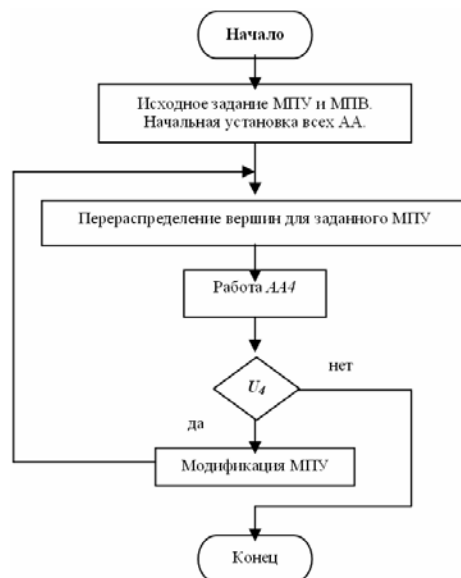 Начало
Исходное задание МПУ и МПВ.
Начальная установка всех АА.
Перераспределение вершин для заданного МПУ
Работа АА4
U4
нет
да
Модификация МПУ
Конец